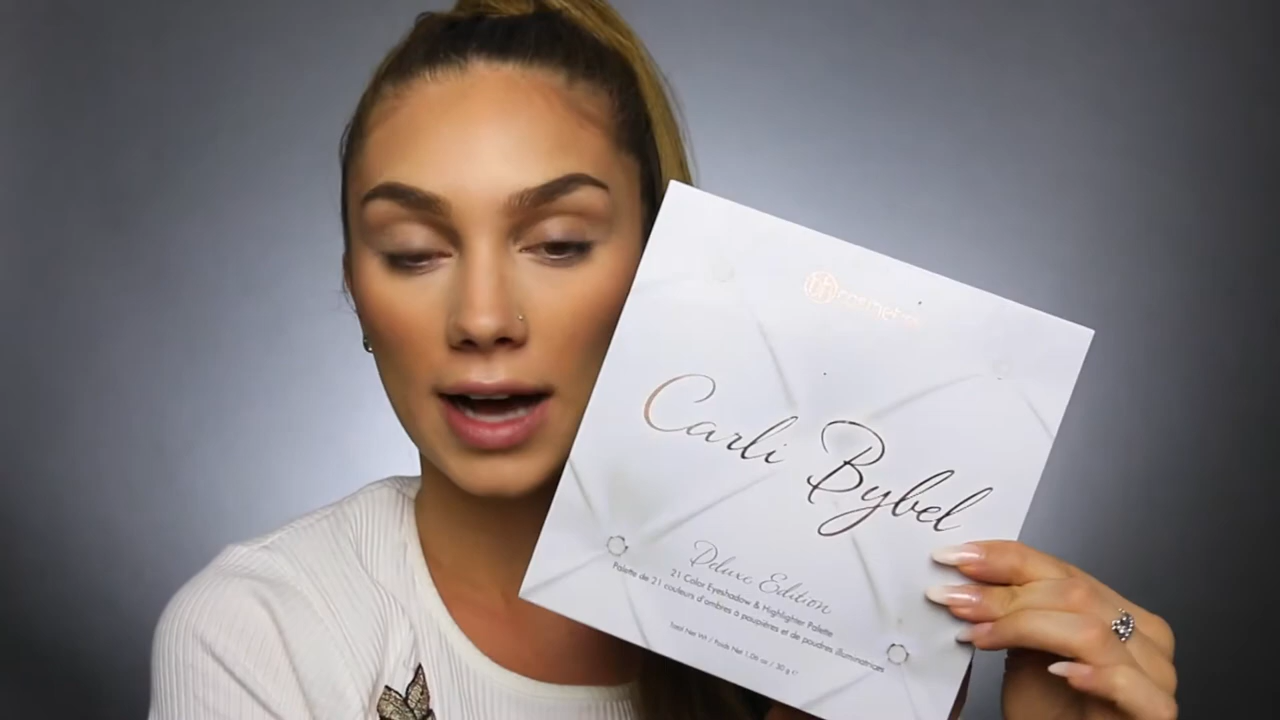 bh cosmetics
Carli Bybel
Deluxe Edition
21 Color Eyeshadow & Highlighter Palette
Palette de 21 couleurs d'ombres à paupières et de poudres illuminatrices
Total Net Wt / Poids Net 1.06 oz / 30 g ℮